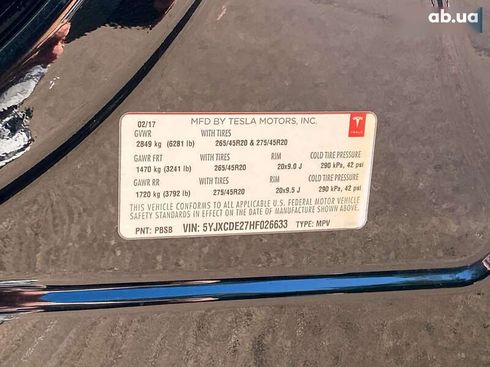 ab.ua
02/17 MFD BY TESLA MOTORS, INC.
GVWR WITH TIRES
2849 kg (6281 lb) 265/45R20 & 275/45R20
GAWR FRT WITH TIRES RIM COLD TIRE PRESSURE
1470 kg (3241 lb) 265/45R20 20x9.0 J 290 kPa, 42 psi
GAWR RR WITH TIRES RIM COLD TIRE PRESSURE
1720 kg (3792 lb) 275/45R20 20x9.5 J 290 kPa, 42 psi
THIS VEHICLE CONFORMS TO ALL APPLICABLE U.S. FEDERAL MOTOR VEHICLE
SAFETY STANDARDS IN EFFECT ON THE DATE OF MANUFACTURE SHOWN ABOVE.
PNT: PBSB VIN: 5YJXCDE27HF026633 TYPE: MPV
TESLA